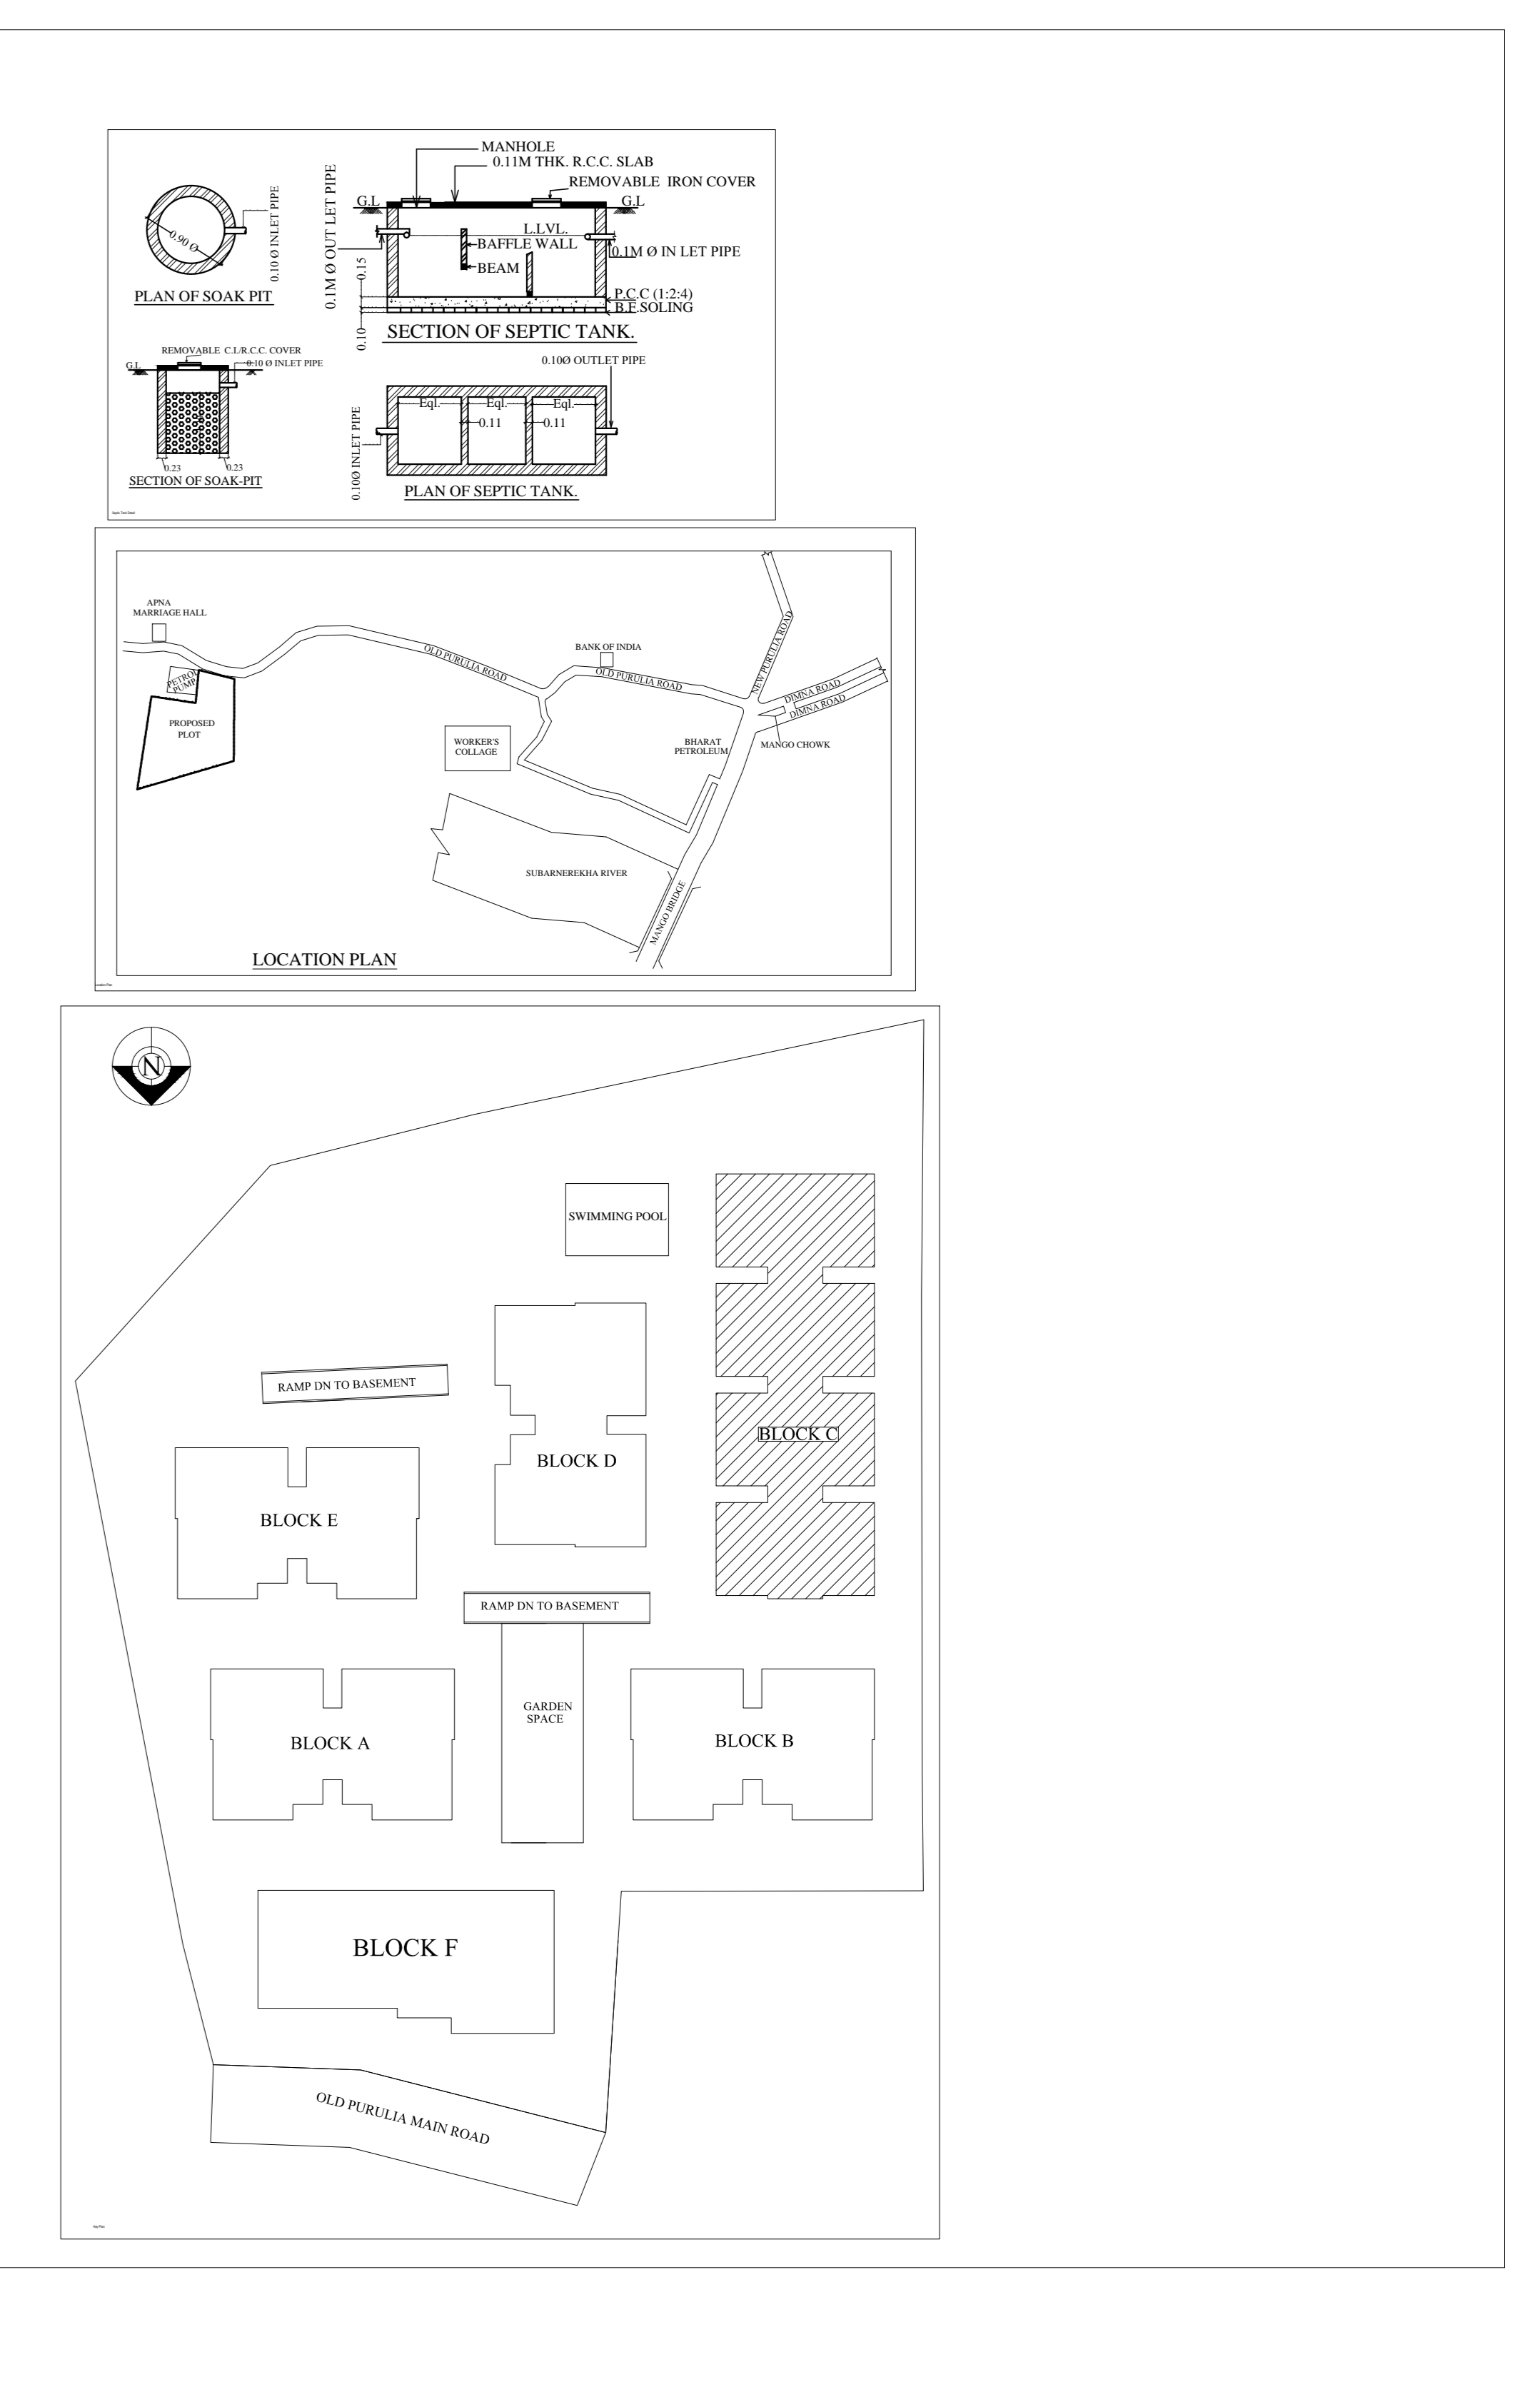 MANHOLE
0.11M THK. R.C.C. SLAB
REMOVABLE IRON COVER
G.L
G.L
0.1M Ø OUT LET PIPE
L.LVL.
BAFFLE WALL
0.1M Ø IN LET PIPE
BEAM
0.15
P.C.C (1:2:4)
B.F.SOLING
0.10
SECTION OF SEPTIC TANK.
0.90 Ø
0.10 Ø INLET PIPE
PLAN OF SOAK PIT
REMOVABLE C.I./R.C.C. COVER
G.L
0.10 Ø INLET PIPE
0.23
0.23
SECTION OF SOAK-PIT
0.10Ø OUTLET PIPE
Eql.
Eql.
Eql.
0.11
0.11
0.10Ø INLET PIPE
PLAN OF SEPTIC TANK.
Septic Tank Detail
APNA
MARRIAGE HALL
PETROL
PUMP
PROPOSED
PLOT
OLD PURULIA ROAD
BANK OF INDIA
OLD PURULIA ROAD
NEW PURULIA ROAD
DIMNA ROAD
DIMNA ROAD
MANGO CHOWK
WORKER'S
COLLAGE
BHARAT
PETROLEUM
SUBARNEREKHA RIVER
MANGO BRIDGE
LOCATION PLAN
Location Plan
N
SWIMMING POOL
RAMP DN TO BASEMENT
BLOCK C
BLOCK D
BLOCK E
RAMP DN TO BASEMENT
GARDEN
SPACE
BLOCK A
BLOCK B
BLOCK F
OLD PURULIA MAIN ROAD